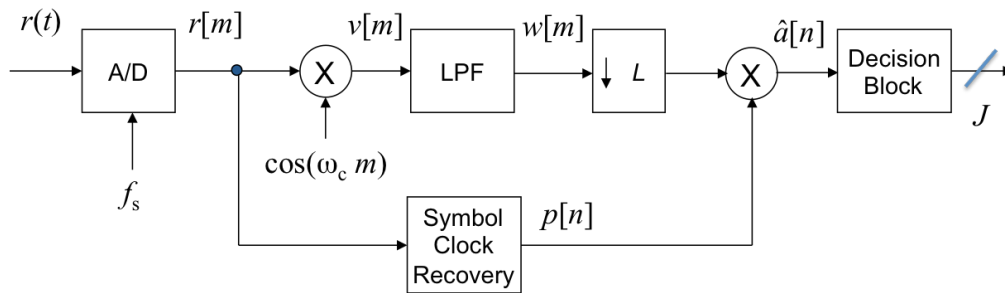 r(t)
A/D
r[m]
X
v[m]
LPF
w[m]
↓ L
X
â[n]
Decision
Block
J
f_s
cos(ω_c m)
Symbol
Clock
Recovery
p[n]